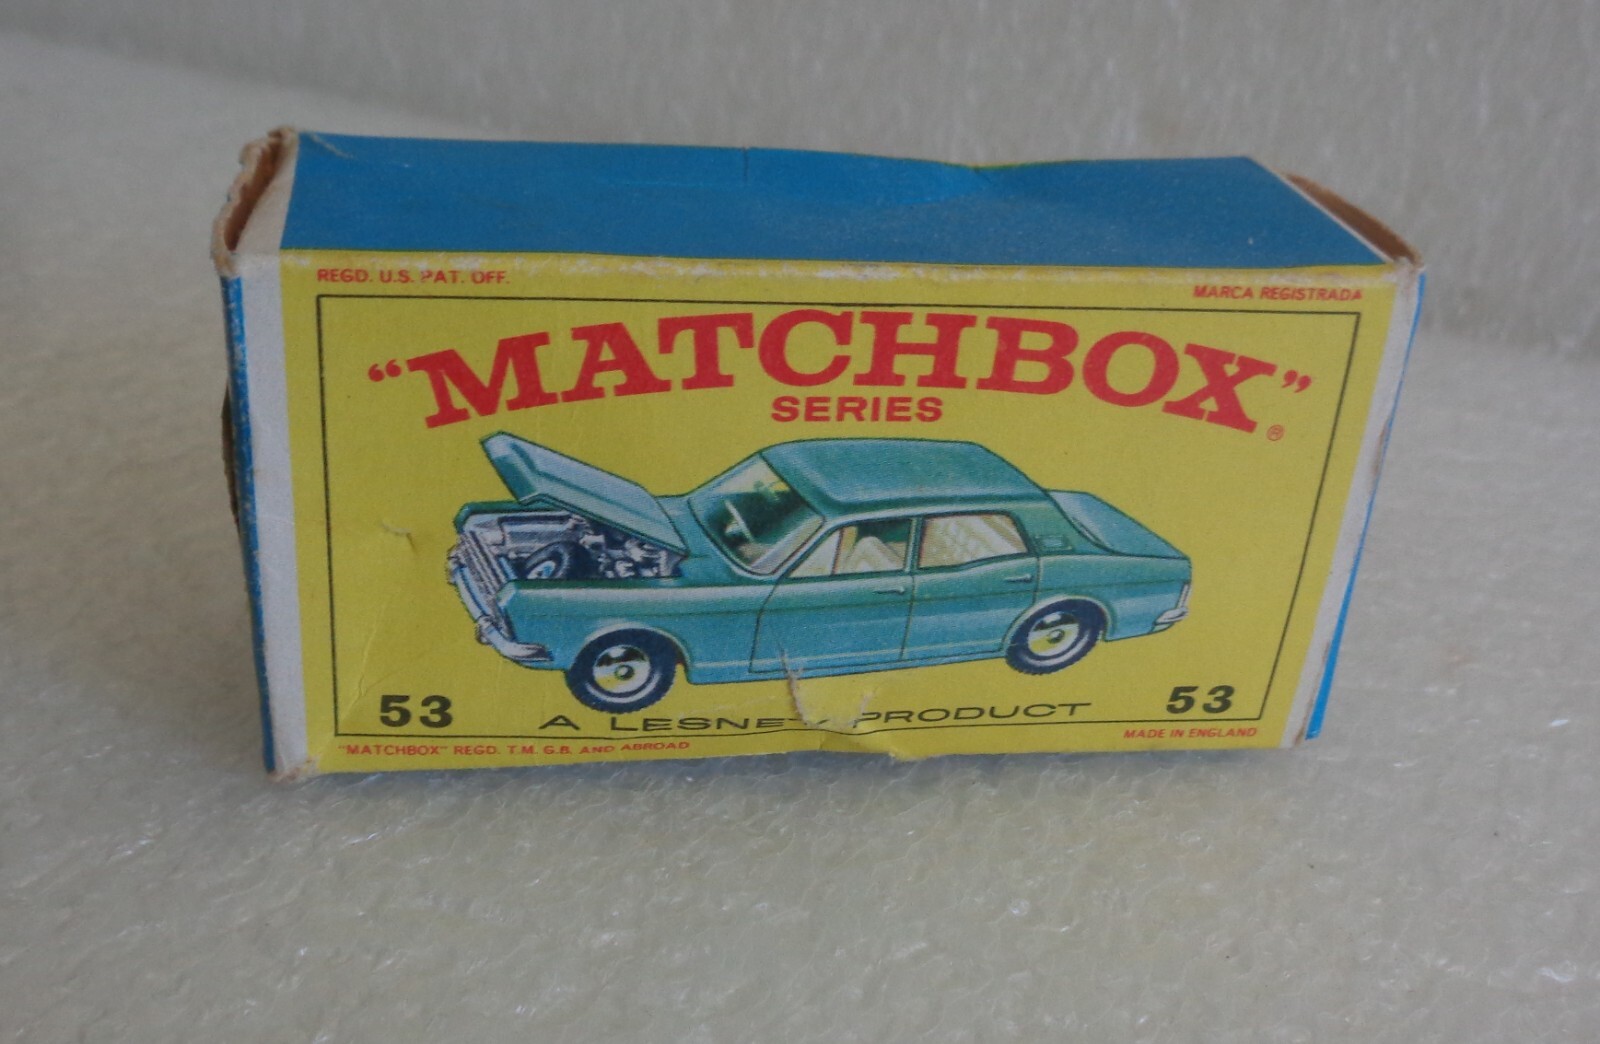 REGD. U.S. PAT. OFF.
MARCA REGISTRADA
"MATCHBOX"®
SERIES
53
A LESNEY PRODUCT
53
"MATCHBOX" REGD. T.M. G.B. AND ABROAD
MADE IN ENGLAND